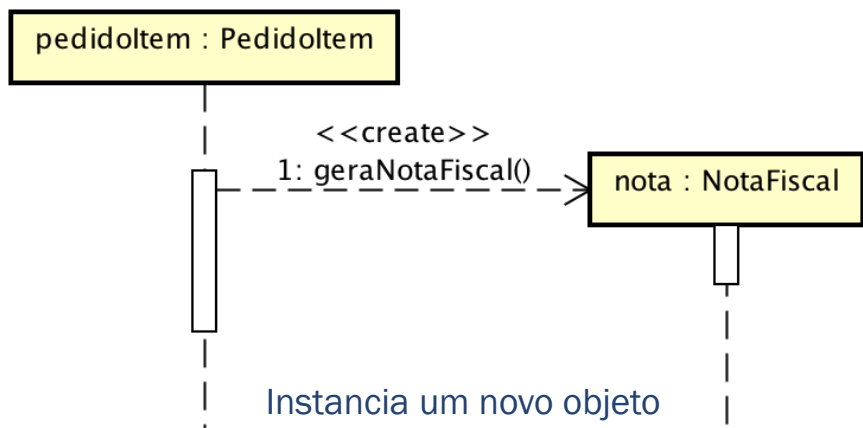 pedidoItem : PedidoItem
<<create>>
1: geraNotaFiscal()
nota : NotaFiscal
Instancia um novo objeto